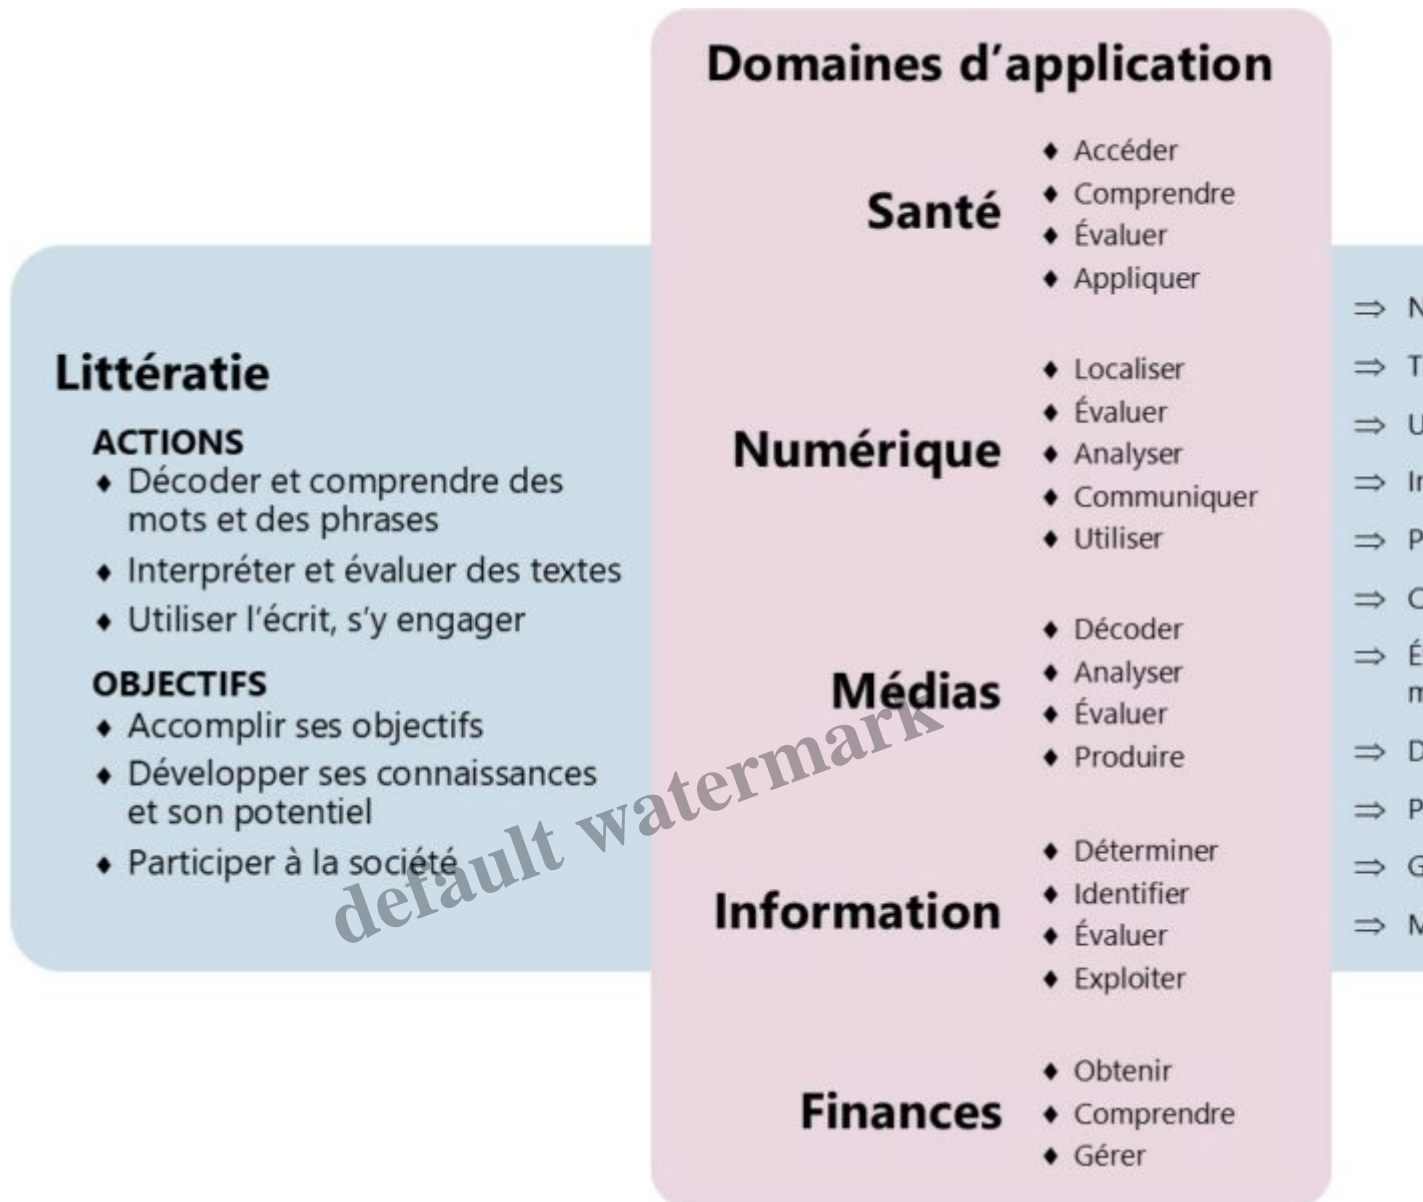 Domaines d'application
Santé
♦ Accéder
♦ Comprendre
♦ Évaluer
♦ Appliquer
Littératie
ACTIONS
♦ Décoder et comprendre des
mots et des phrases
♦ Interpréter et évaluer des textes
♦ Utiliser l'écrit, s'y engager
OBJECTIFS
♦ Accomplir ses objectifs
♦ Développer ses connaissances
et son potentiel
♦ Participer à la société
Numérique
♦ Localiser
♦ Évaluer
♦ Analyser
♦ Communiquer
♦ Utiliser
Médias
♦ Décoder
♦ Analyser
♦ Évaluer
♦ Produire
Information
♦ Déterminer
♦ Identifier
♦ Évaluer
♦ Exploiter
Finances
♦ Obtenir
♦ Comprendre
♦ Gérer
default watermark